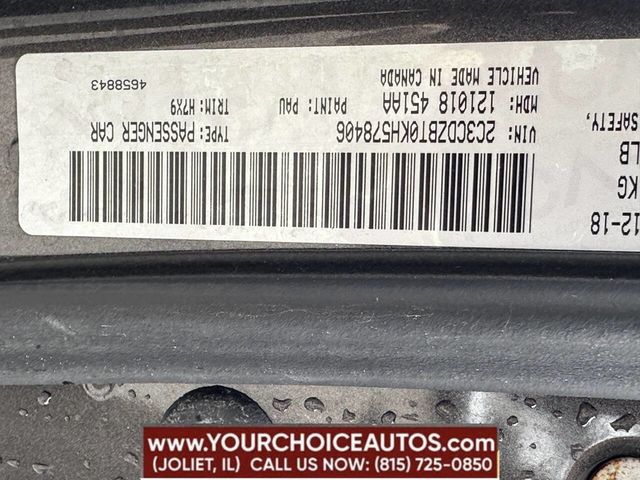 12-18
KG
LB
SAFETY,
VIN: 2C3CDZBT0KH578406 TYPE: PASSENGER CAR
MDH: 121018 451AA PAINT: PAU TRIM: H7X9
VEHICLE MADE IN CANADA 4658843
WWW.YOURCHOICEAUTOS.COM
(JOLIET, IL) CALL US NOW: (815) 725-0850